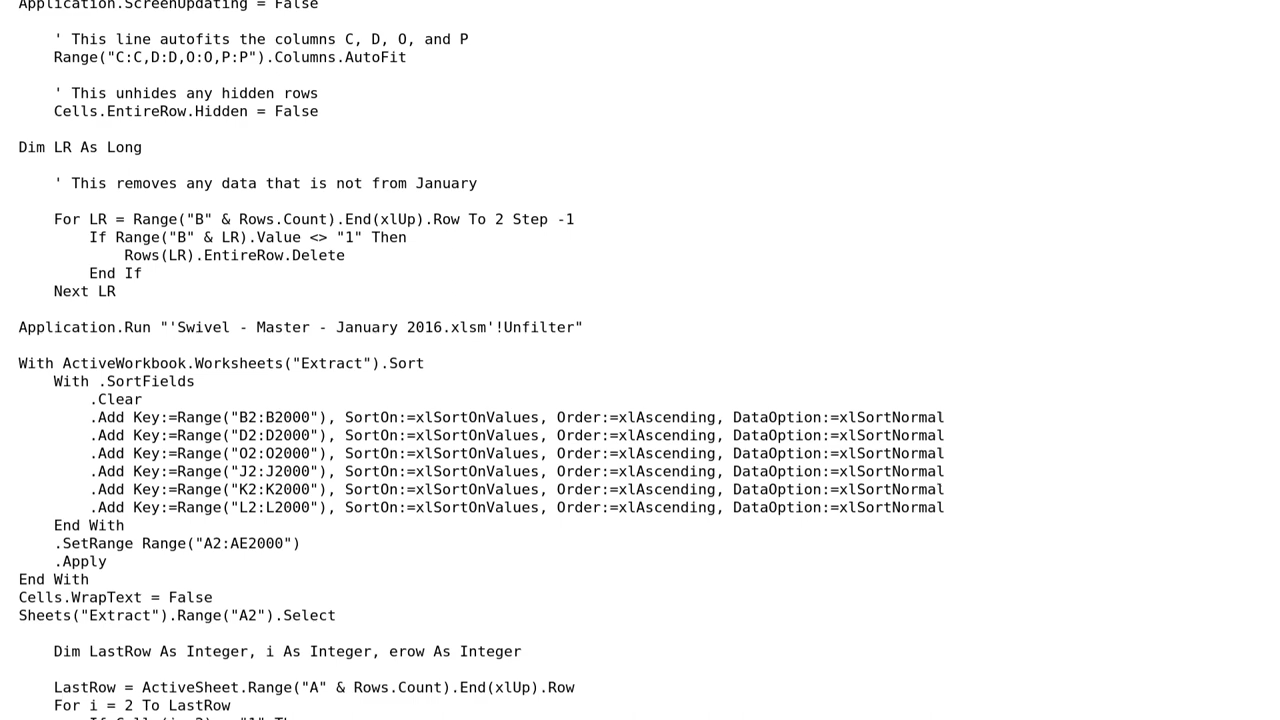 Application.ScreenUpdating = False
' This line autofits the columns C, D, O, and P
Range("C:C,D:D,O:O,P:P").Columns.AutoFit
' This unhides any hidden rows
Cells.EntireRow.Hidden = False
Dim LR As Long
' This removes any data that is not from January
For LR = Range("B" & Rows.Count).End(xlUp).Row To 2 Step -1
If Range("B" & LR).Value <> "1" Then
Rows(LR).EntireRow.Delete
End If
Next LR
Application.Run "'Swivel - Master - January 2016.xlsm'!Unfilter"
With ActiveWorkbook.Worksheets("Extract").Sort
With .SortFields
.Clear
.Add Key:=Range("B2:B2000"), SortOn:=xlSortOnValues, Order:=xlAscending, DataOption:=xlSortNormal
.Add Key:=Range("D2:D2000"), SortOn:=xlSortOnValues, Order:=xlAscending, DataOption:=xlSortNormal
.Add Key:=Range("O2:O2000"), SortOn:=xlSortOnValues, Order:=xlAscending, DataOption:=xlSortNormal
.Add Key:=Range("J2:J2000"), SortOn:=xlSortOnValues, Order:=xlAscending, DataOption:=xlSortNormal
.Add Key:=Range("K2:K2000"), SortOn:=xlSortOnValues, Order:=xlAscending, DataOption:=xlSortNormal
.Add Key:=Range("L2:L2000"), SortOn:=xlSortOnValues, Order:=xlAscending, DataOption:=xlSortNormal
End With
.SetRange Range("A2:AE2000")
.Apply
End With
Cells.WrapText = False
Sheets("Extract").Range("A2").Select
Dim LastRow As Integer, i As Integer, erow As Integer
LastRow = ActiveSheet.Range("A" & Rows.Count).End(xlUp).Row
For i = 2 To LastRow